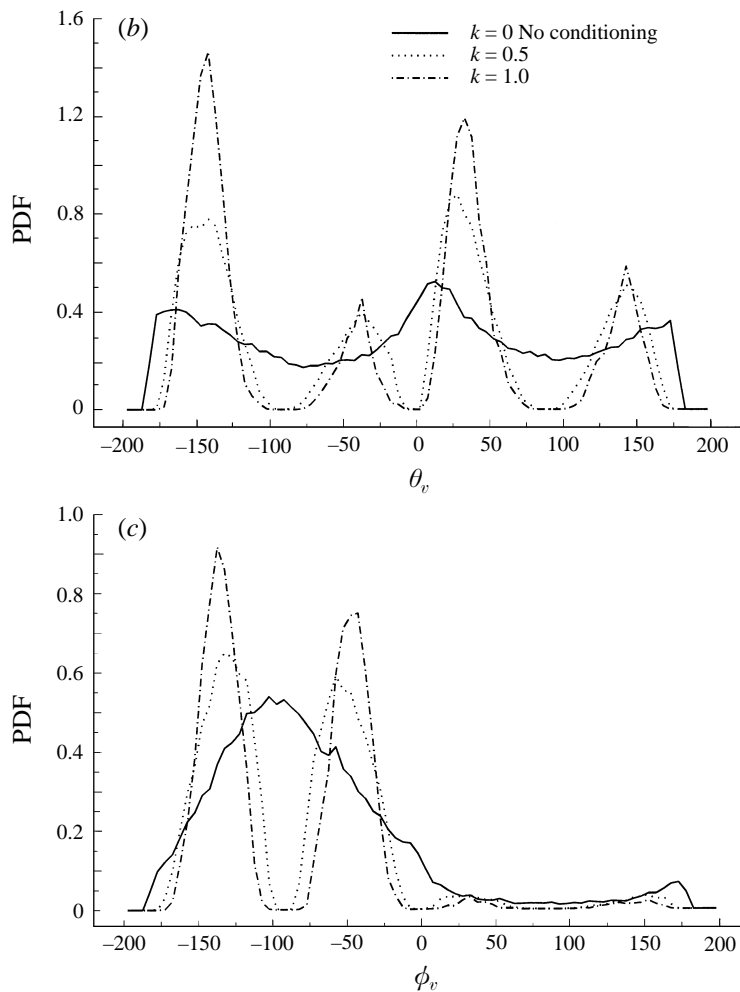 (b)
k = 0 No conditioning
k = 0.5
k = 1.0
1.6
1.2
0.8
0.4
0
PDF
–200 –150 –100 –50 0 50 100 150 200
θv
(c)
1.0
0.8
0.6
0.4
0.2
0
PDF
–200 –150 –100 –50 0 50 100 150 200
ϕv